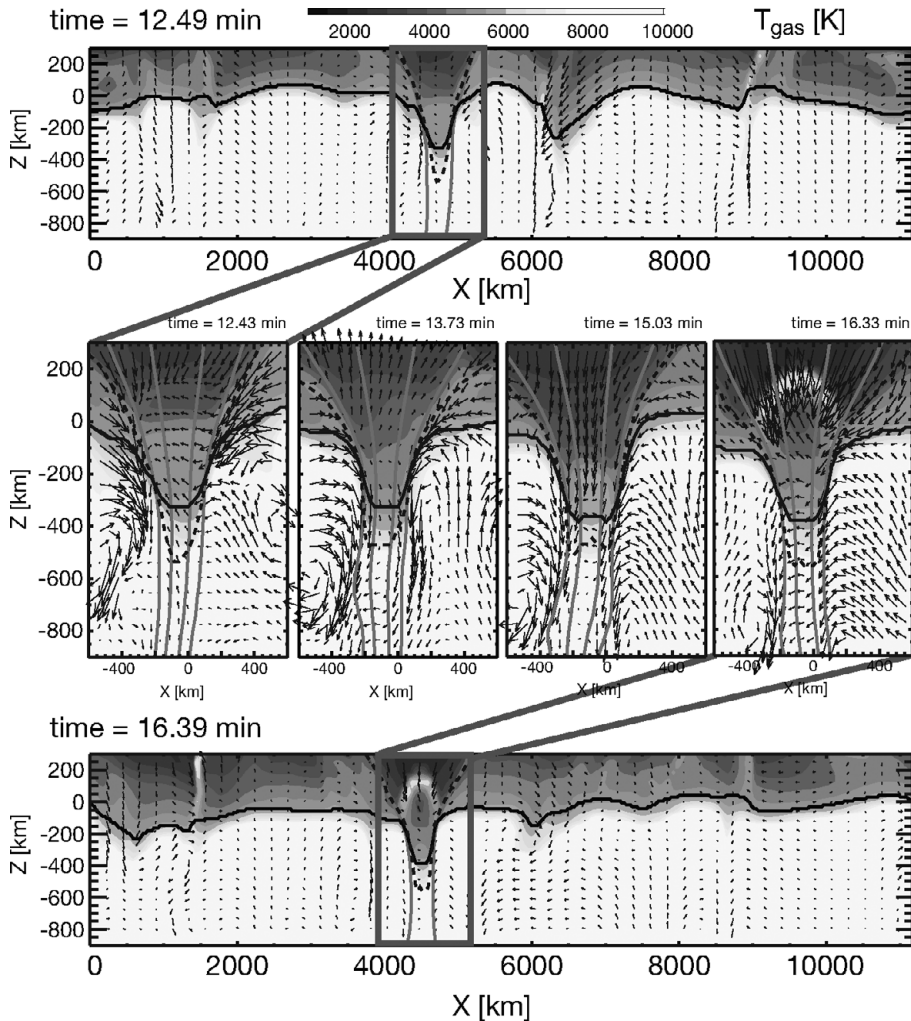 time = 12.49 min
2000 4000 6000 8000 10000
T_gas [K]
Z [km]
200
0
-200
-400
-600
-800
0 2000 4000 6000 8000 10000
X [km]
time = 12.43 min time = 13.73 min time = 15.03 min time = 16.33 min
Z [km]
200
0
-200
-400
-600
-800
-400 0 400 -400 0 400 -400 0 400 -400 0 400
X [km] X [km] X [km] X [km]
time = 16.39 min
Z [km]
200
0
-200
-400
-600
-800
0 2000 4000 6000 8000 10000
X [km]